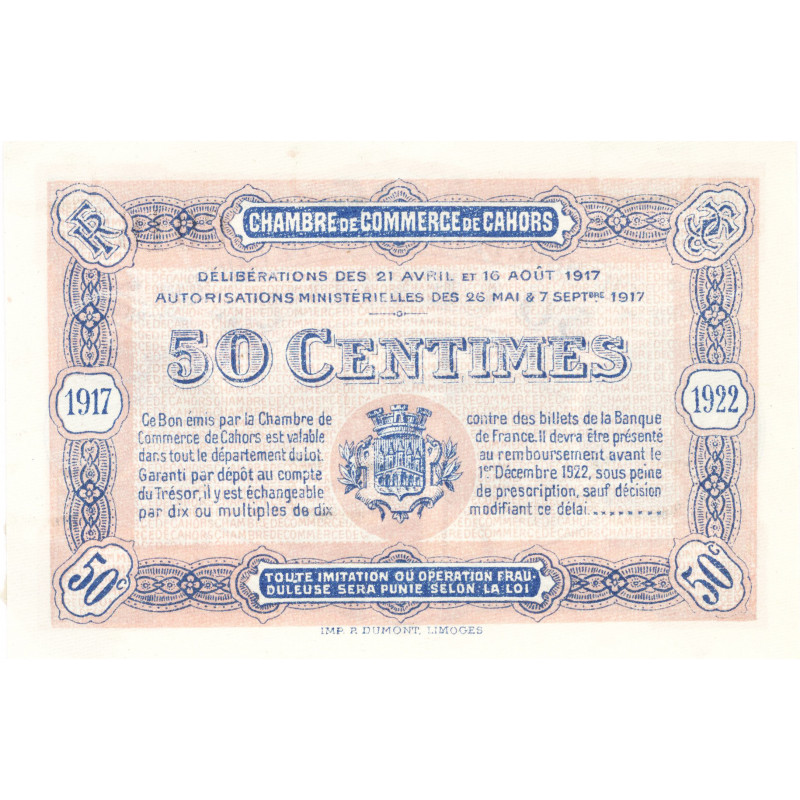 RF
CHAMBRE DE COMMERCE DE CAHORS
DÉLIBÉRATIONS DES 21 AVRIL ET 16 AOÛT 1917
AUTORISATIONS MINISTÉRIELLES DES 26 MAI & 7 SEPTBRE 1917
50 CENTIMES
1917
1922
Ce Bon émis par la Chambre de
Commerce de Cahors est valable
dans tout le département du Lot.
Garanti par dépôt au compte
du Trésor, il y est échangeable
par dix ou multiples de dix
contre des billets de la Banque
de France. Il devra être présenté
au remboursement avant le
1er Décembre 1922, sous peine
de prescription, sauf décision
modifiant ce délai..........
50c
50c
TOUTE IMITATION OU OPERATION FRAU-
DULEUSE SERA PUNIE SELON LA LOI
IMP. P. DUMONT, LIMOGES